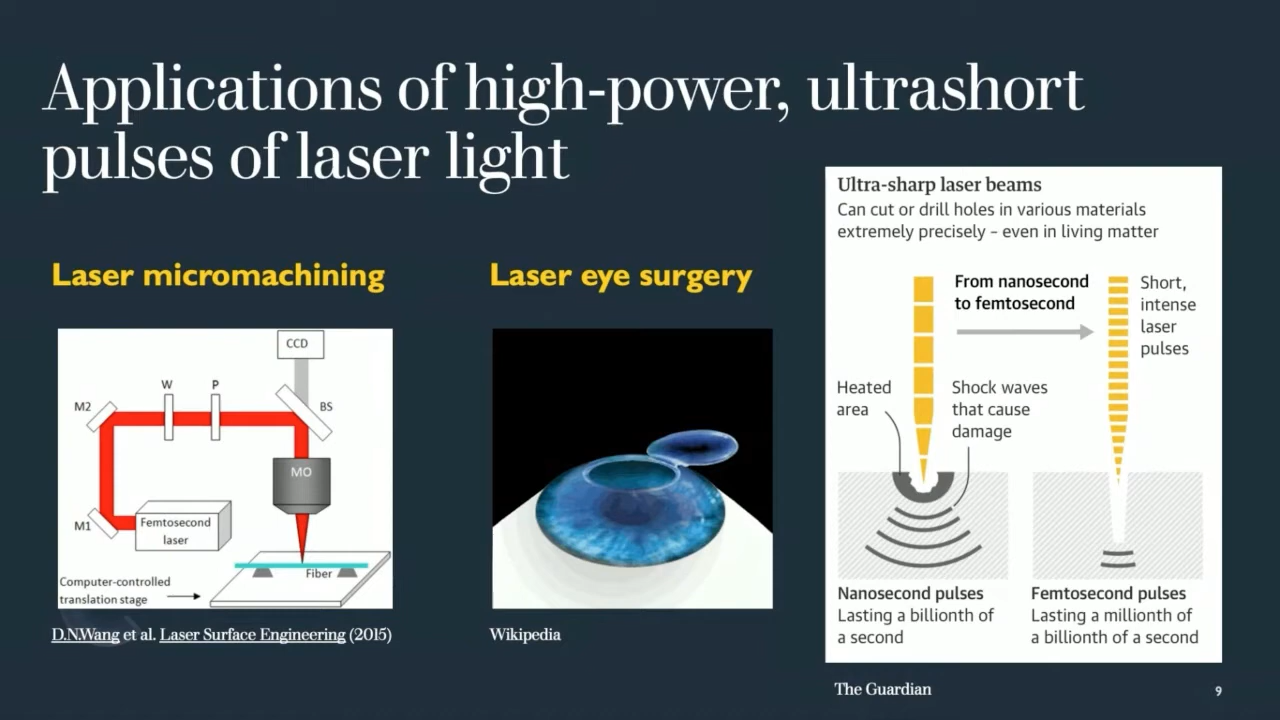 Applications of high-power, ultrashort
pulses of laser light
Laser micromachining
CCD
W
P
M2
BS
MO
M1
Femtosecond
laser
Fiber
Computer-controlled
translation stage
D.N.Wang et al. Laser Surface Engineering (2015)
Laser eye surgery
Wikipedia
Ultra-sharp laser beams
Can cut or drill holes in various materials
extremely precisely – even in living matter
From nanosecond
to femtosecond
Short,
intense
laser
pulses
Heated
area
Shock waves
that cause
damage
Nanosecond pulses
Lasting a billionth of
a second
Femtosecond pulses
Lasting a millionth of
a billionth of a second
The Guardian
9